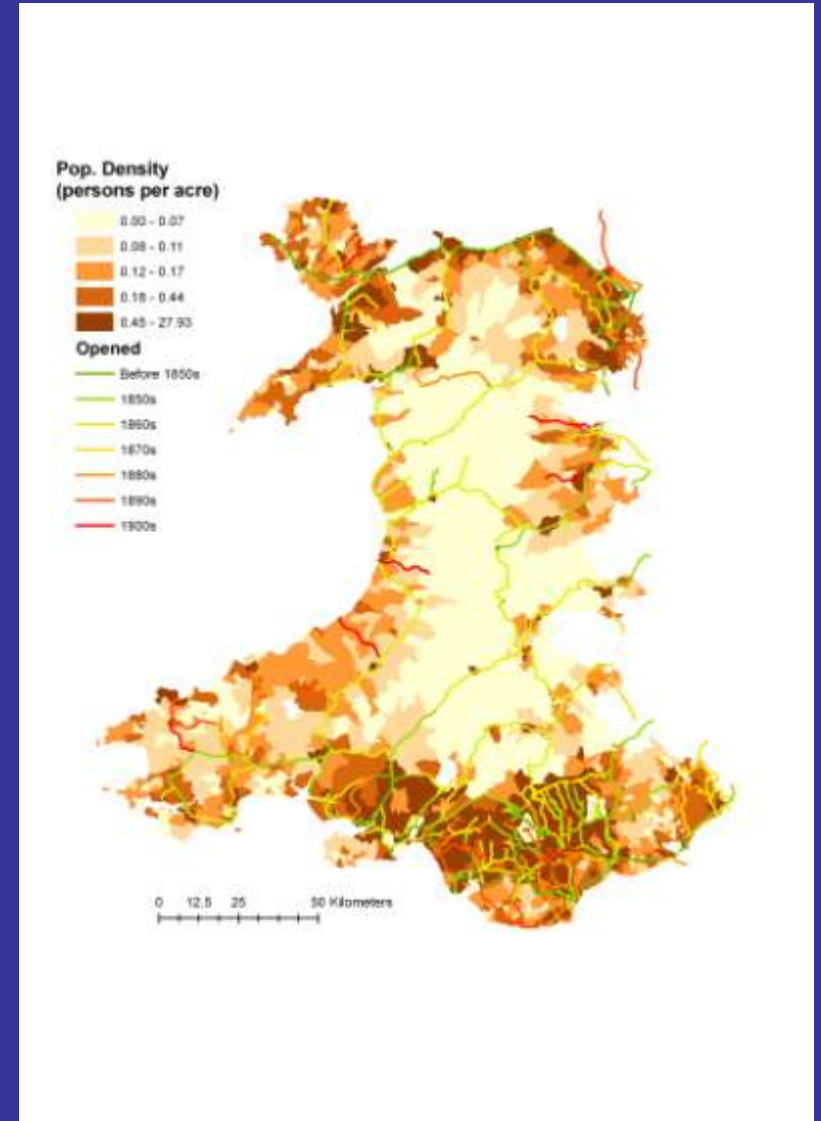 Pop. Density
(persons per acre)
0.00 - 0.07
0.08 - 0.11
0.12 - 0.17
0.18 - 0.44
0.45 - 27.93
Opened
Before 1850s
1850s
1860s
1870s
1880s
1890s
1900s
0 12.5 25 50 Kilometers